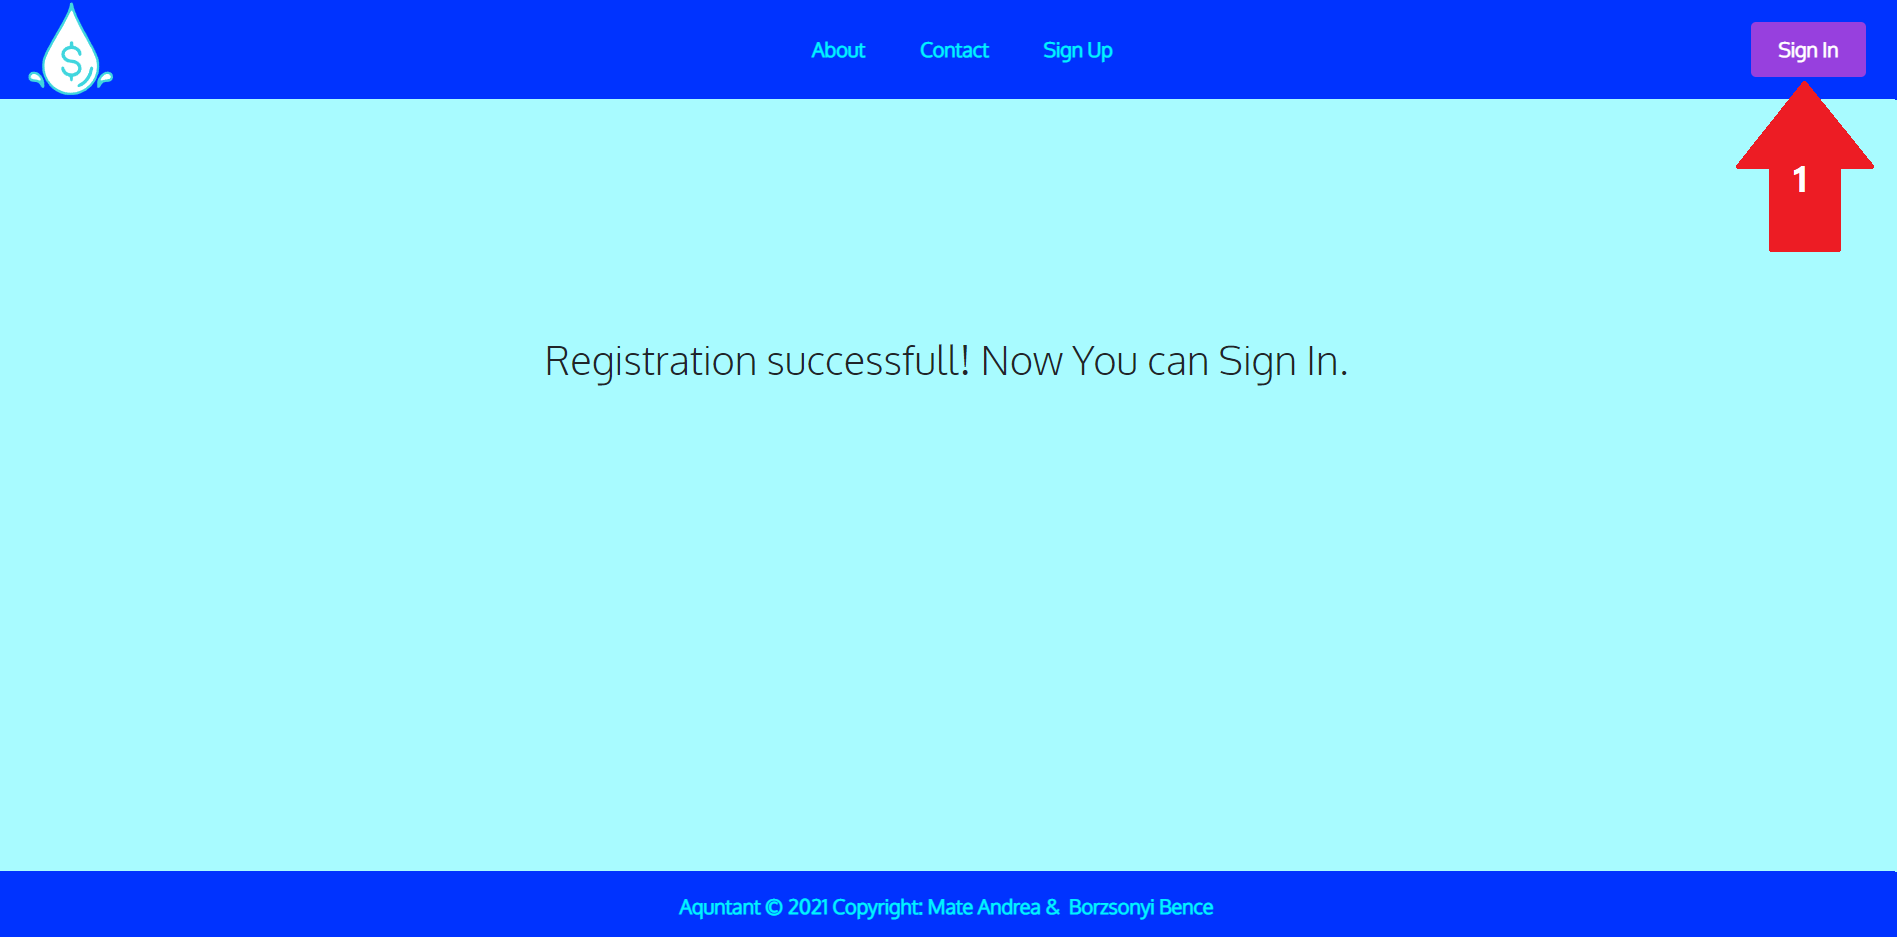 $
About Contact Sign Up Sign In
1
Registration successfull! Now You can Sign In.
Aquntant © 2021 Copyright: Mate Andrea & Borzsonyi Bence